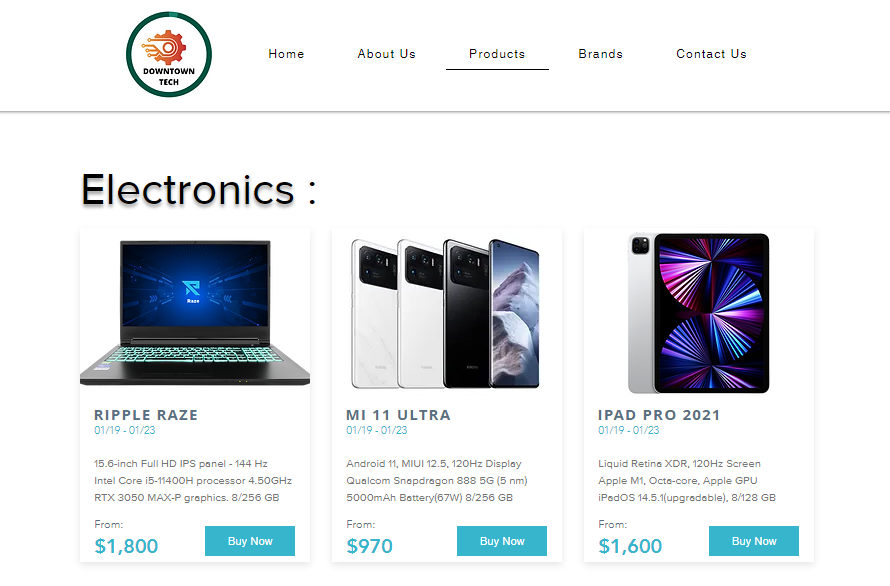 DOWNTOWN
TECH
Home
About Us
Products
Brands
Contact Us
Electronics :
Raze
RIPPLE RAZE
01/19 - 01/23
15.6-inch Full HD IPS panel - 144 Hz
Intel Core i5-11400H processor 4.50GHz
RTX 3050 MAX-P graphics. 8/256 GB
From:
$1,800
Buy Now
MI 11 ULTRA
01/19 - 01/23
Android 11, MIUI 12.5, 120Hz Display
Qualcom Snapdragon 888 5G (5 nm)
5000mAh Battery(67W) 8/256 GB
From:
$970
Buy Now
IPAD PRO 2021
01/19 - 01/23
Liquid Retina XDR, 120Hz Screen
Apple M1, Octa-core, Apple GPU
iPadOS 14.5.1(upgradable), 8/128 GB
From:
$1,600
Buy Now